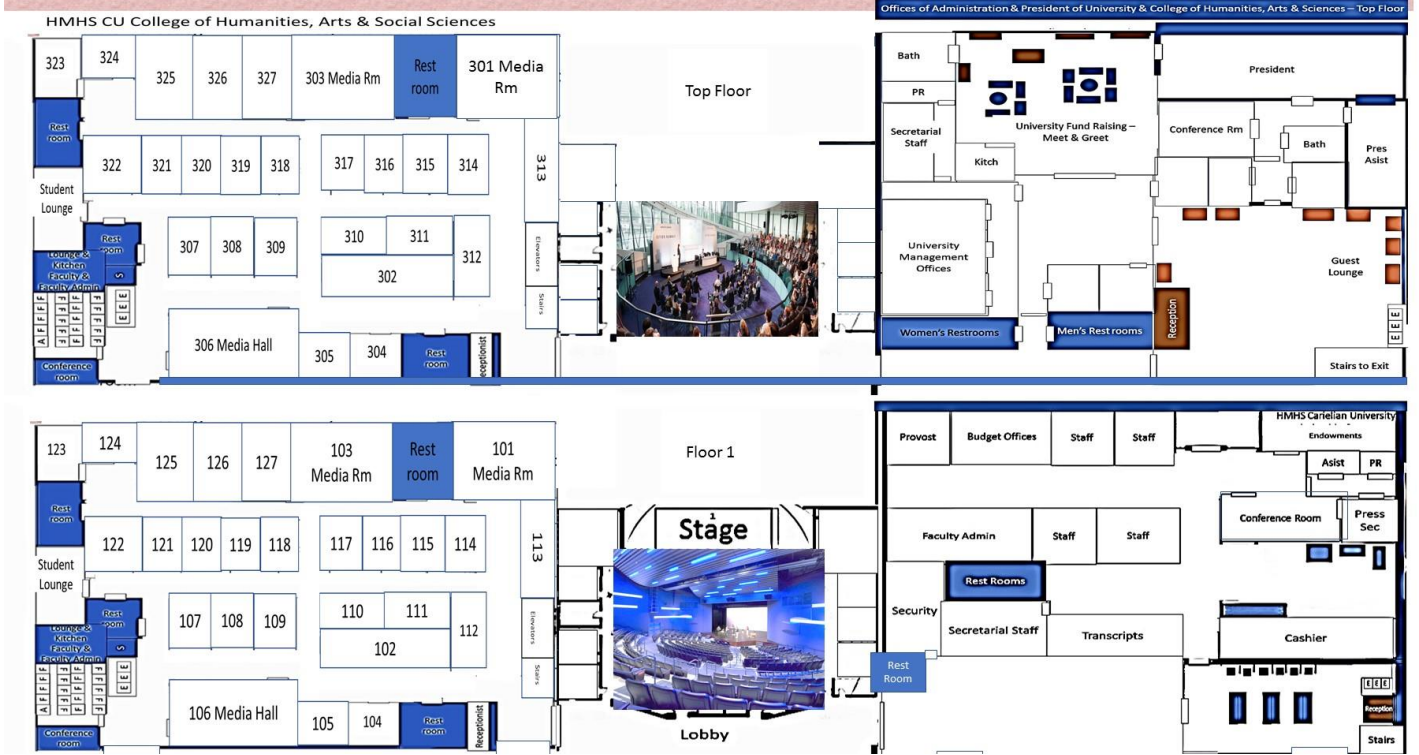 HMHS CU College of Humanities, Arts & Social Sciences
Offices of Administration & President of University & College of Humanities, Arts & Sciences – Top Floor
323
324
325
326
327
303 Media Rm
Rest
room
301 Media
Rm
Top Floor
Rest
room
322
321
320
319
318
317
316
315
314
313
Student
Lounge
Rest
room
Lounge &
Kitchen
Faculty &
Faculty Admin
S
307
308
309
310
311
302
312
Elevators
Stairs
A F F F F
F F F F
F F F F
F F F F
F F F F
E E E
E E E
306 Media Hall
305
304
Rest
room
Receptionist
Conference
room
Bath
PR
Secretarial
Staff
Kitch
University Fund Raising –
Meet & Greet
President
Conference Rm
Bath
Pres
Asist
University
Management
Offices
Guest
Lounge
Women's Restrooms
Men's Rest rooms
Reception
E E E
Stairs to Exit
123
124
125
126
127
103
Media Rm
Rest
room
101
Media Rm
Floor 1
Rest
room
122
121
120
119
118
117
116
115
114
113
Student
Lounge
Rest
room
Lounge &
Kitchen
Faculty &
Faculty Admin
S
107
108
109
110
111
102
112
Elevators
Stairs
A F F F F
F F F F
F F F F
F F F F
F F F F
E E E
E E E
106 Media Hall
105
104
Rest
room
Receptionist
Conference
room
1
Stage
Lobby
Provost
Budget Offices
Staff
Staff
HMHS Carielian University
Endowments
Asist
PR
Conference Room
Press
Sec
Faculty Admin
Staff
Staff
Rest Rooms
Security
Secretarial Staff
Transcripts
Cashier
Rest
Room
E E E
Reception
Stairs